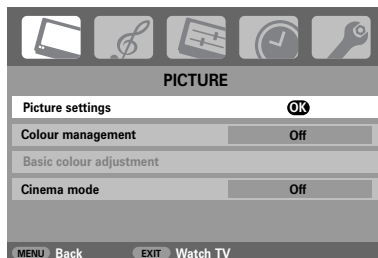 PICTURE
Picture settings OK
Colour management Off
Basic colour adjustment
Cinema mode Off
MENU Back EXIT Watch TV